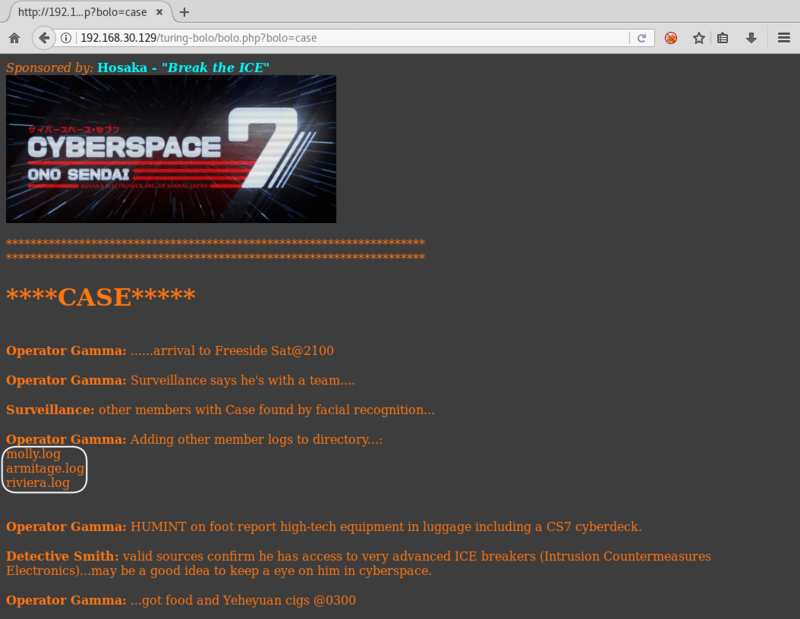 http://192.1...p?bolo=case
192.168.30.129/turing-bolo/bolo.php?bolo=case
Sponsored by: Hosaka - "Break the ICE"
サイバースペース・セブン
CYBERSPACE 7
ONO SENDAI
HOSAKA ELECTRONICS, INC. OF SENDAI, JAPAN
**********************************************************************
**********************************************************************
****CASE*****
Operator Gamma: ......arrival to Freeside Sat@2100
Operator Gamma: Surveillance says he's with a team....
Surveillance: other members with Case found by facial recognition...
Operator Gamma: Adding other member logs to directory...:
molly.log
armitage.log
riviera.log
Operator Gamma: HUMINT on foot report high-tech equipment in luggage including a CS7 cyberdeck.
Detective Smith: valid sources confirm he has access to very advanced ICE breakers (Intrusion Countermeasures
Electronics)...may be a good idea to keep a eye on him in cyberspace.
Operator Gamma: ...got food and Yeheyuan cigs @0300